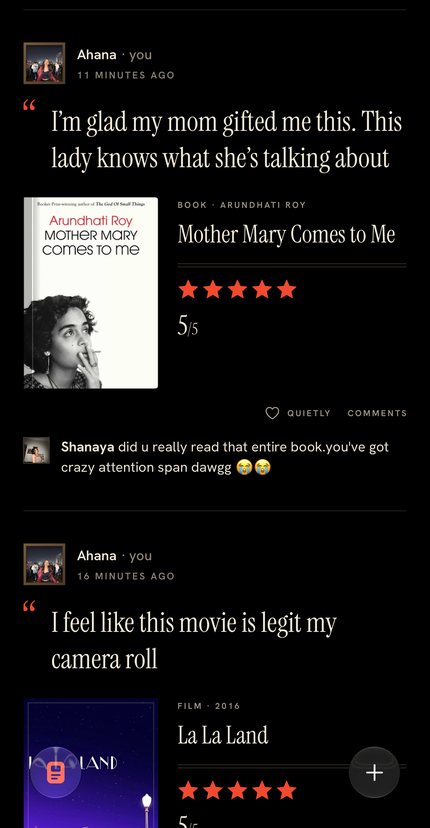 Ahana · you
11 MINUTES AGO
“
I’m glad my mom gifted me this. This
lady knows what she’s talking about
Booker Prize-winning author of The God Of Small Things
Arundhati Roy
MOTHER MARY
COMES TO ME
BOOK · ARUNDHATI ROY
Mother Mary Comes to Me
5/5
QUIETLY COMMENTS
Shanaya did u really read that entire book.you've got
crazy attention span dawgg 😭😭
Ahana · you
16 MINUTES AGO
“
I feel like this movie is legit my
camera roll
LAND
FILM · 2016
La La Land
5/5